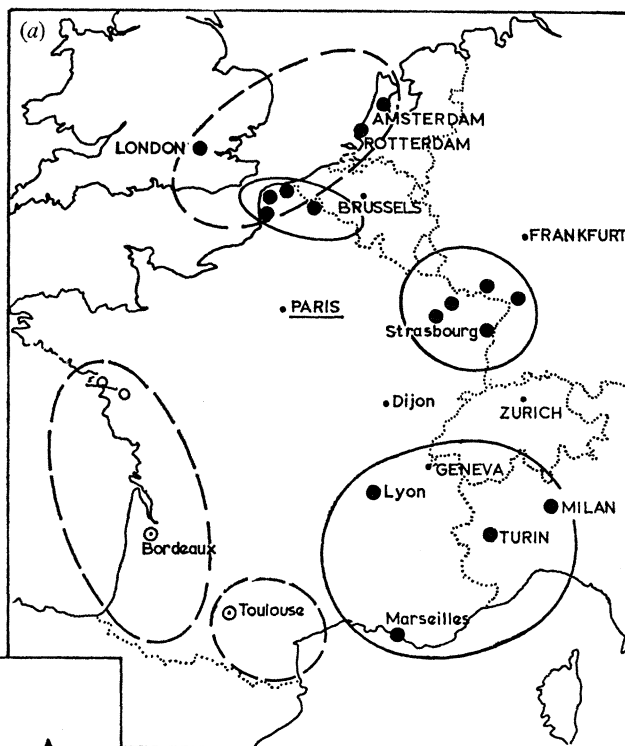 (a)
AMSTERDAM
LONDON
ROTTERDAM
BRUSSELS
FRANKFURT
PARIS
Strasbourg
Dijon
ZURICH
GENEVA
Lyon
MILAN
TURIN
Bordeaux
Toulouse
Marseilles